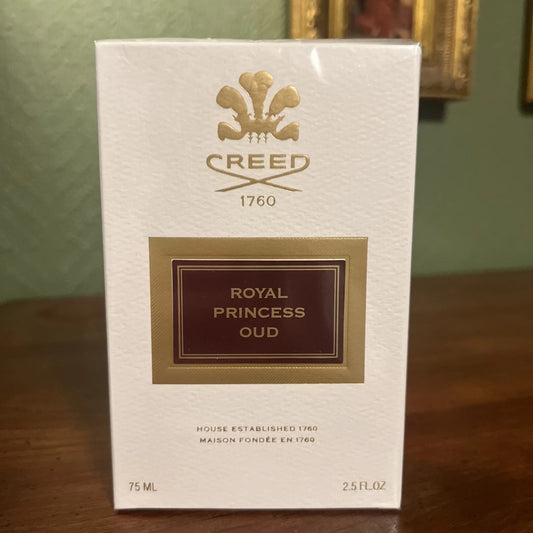 CREED
1760
ROYAL
PRINCESS
OUD
HOUSE ESTABLISHED 1760
MAISON FONDÉE EN 1760
75 ML 2.5 FL.OZ